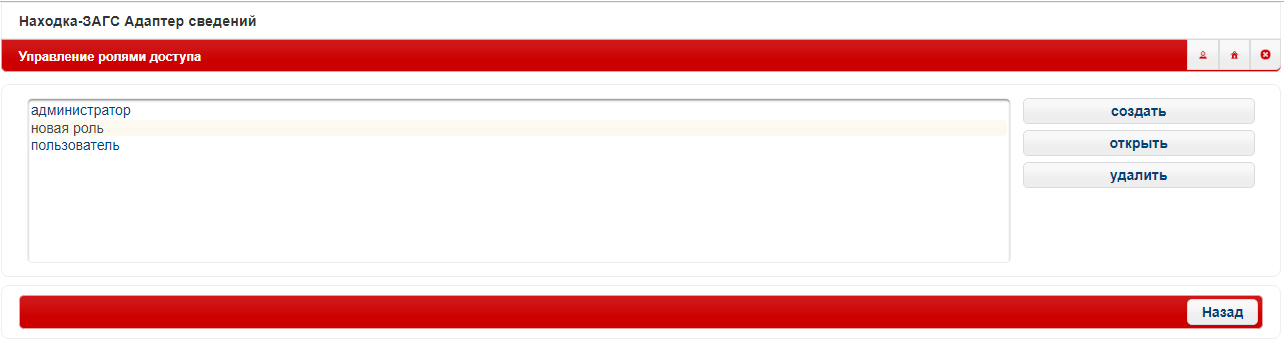 Находка-ЗАГС Адаптер сведений
Управление ролями доступа
администратор
новая роль
пользователь
создать
открыть
удалить
Назад